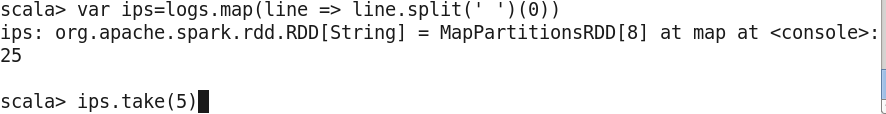 scala> var ips=logs.map(line => line.split(' ')(0))
ips: org.apache.spark.rdd.RDD[String] = MapPartitionsRDD[8] at map at <console>:
25
scala> ips.take(5)